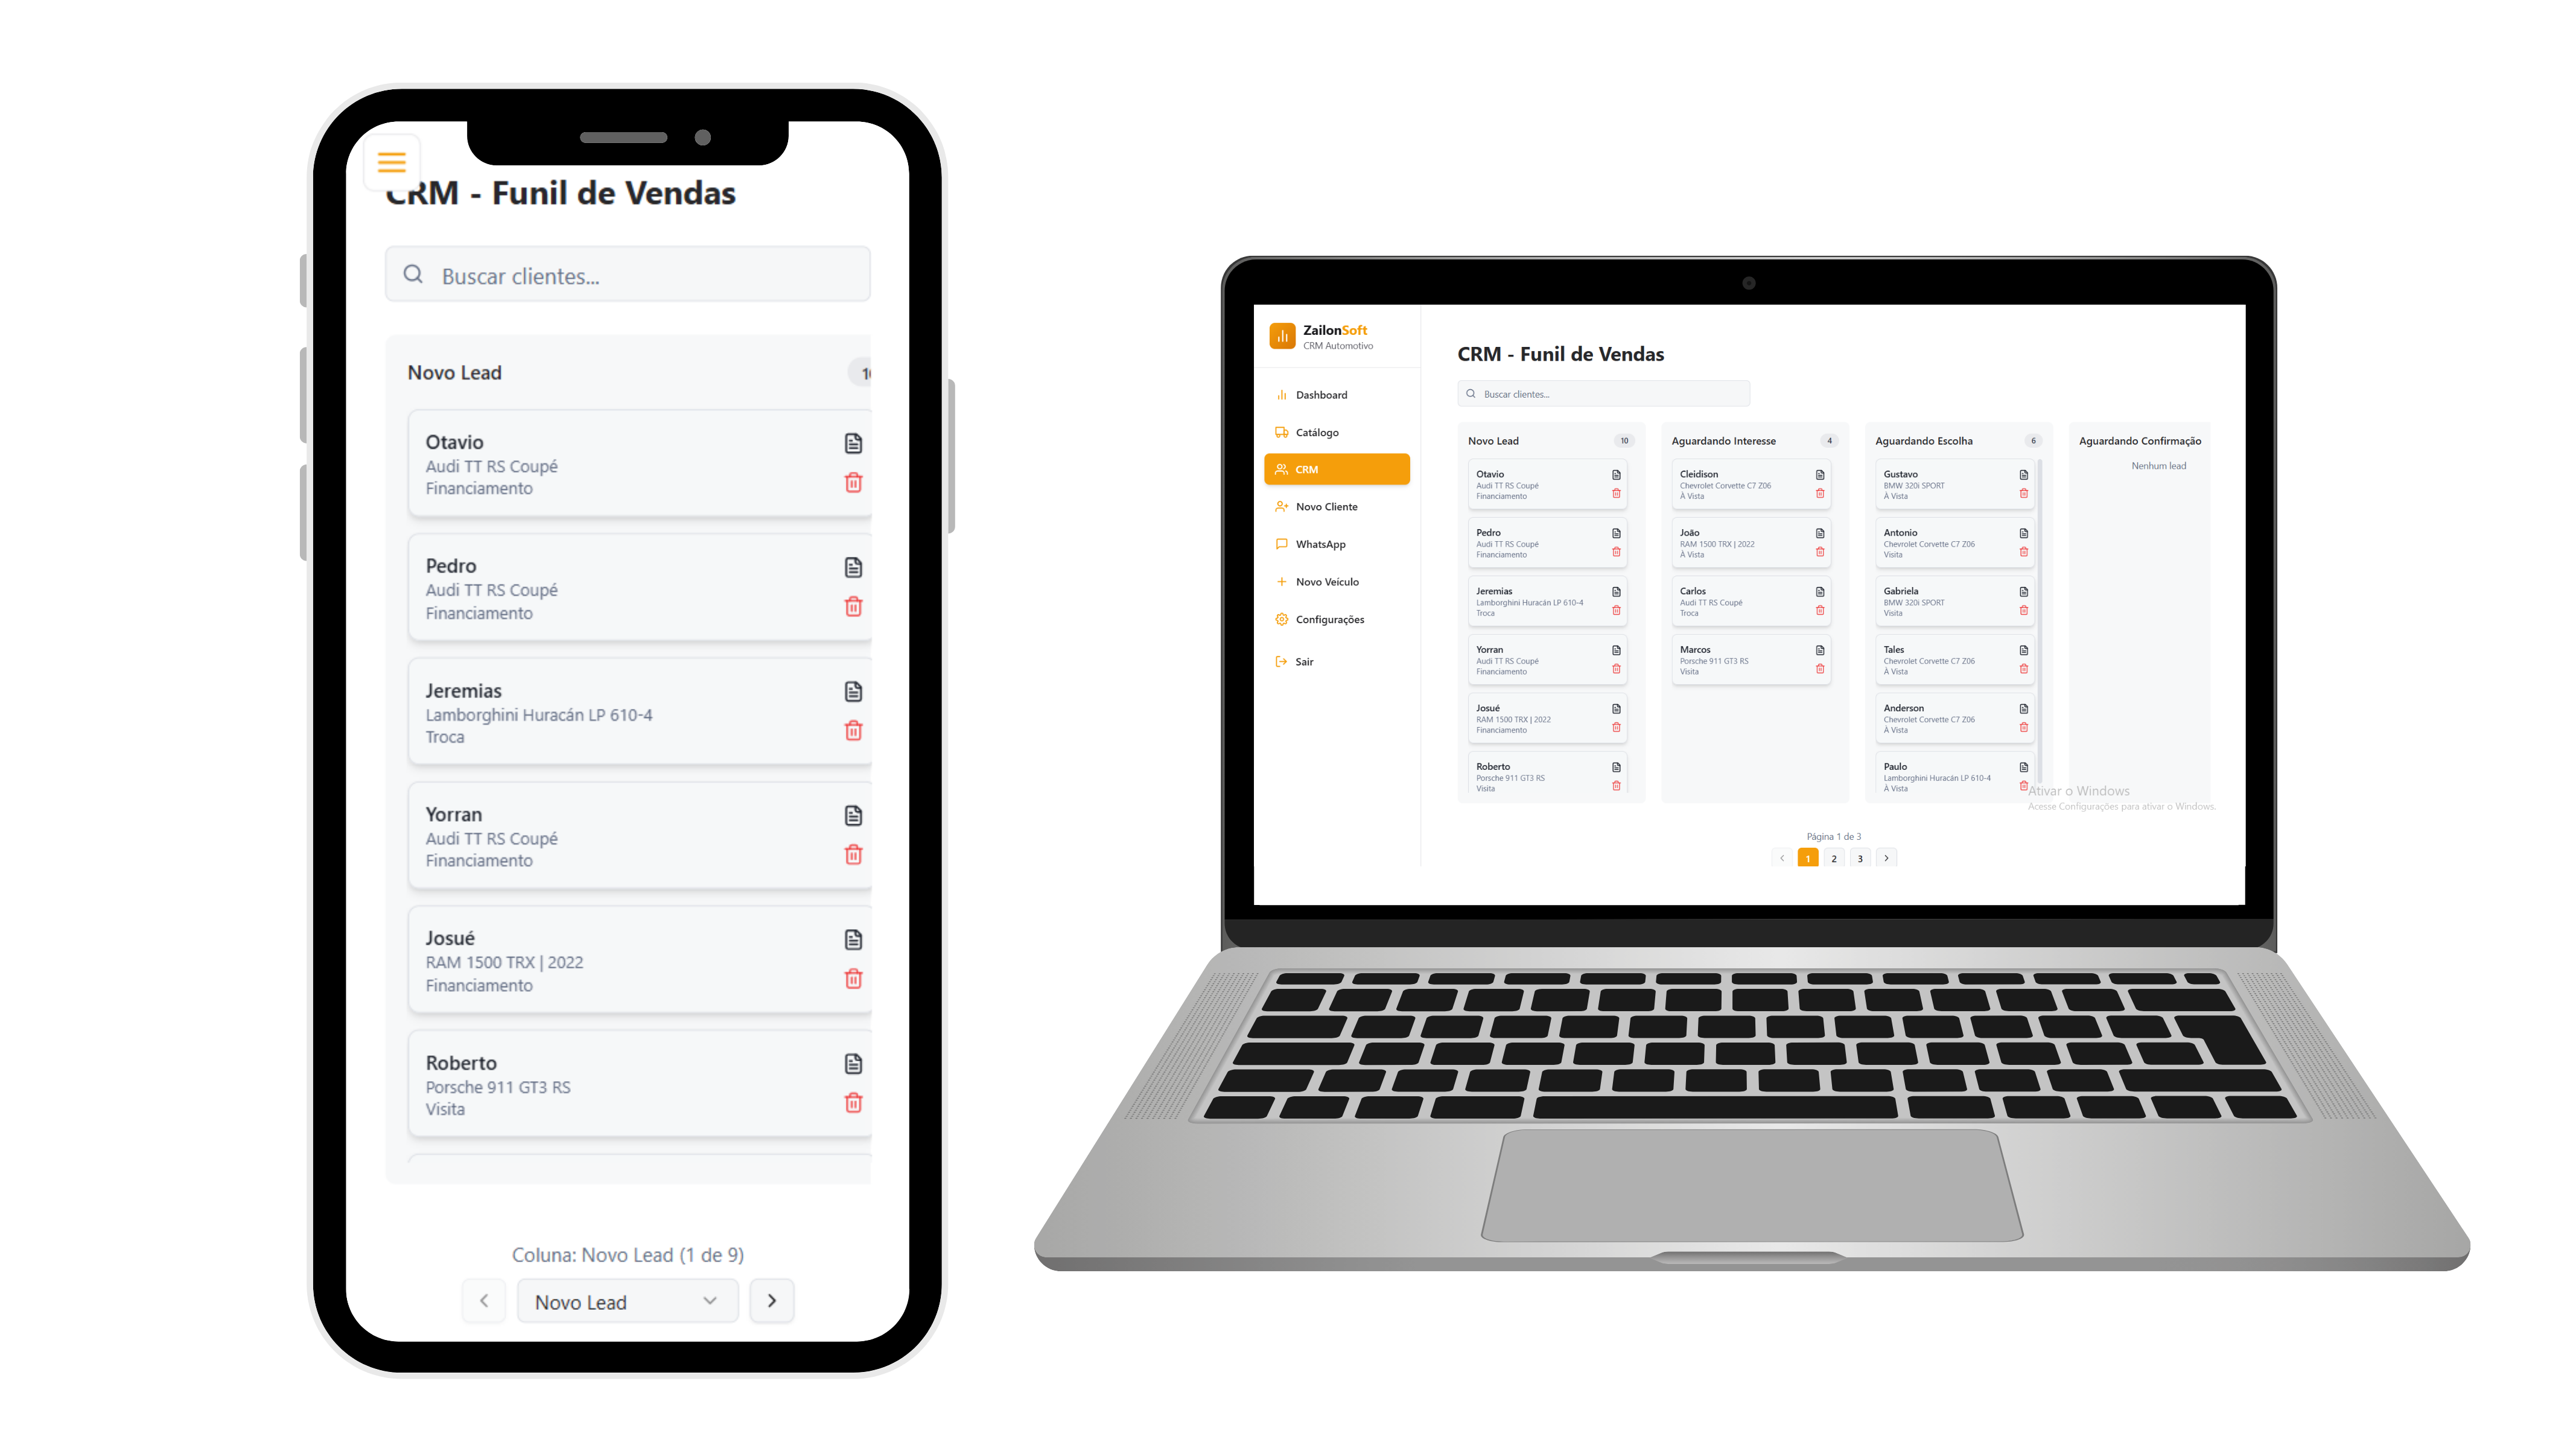 CRM - Funil de Vendas
Buscar clientes...
Novo Lead
Otavio
Audi TT RS Coupé
Financiamento
Pedro
Audi TT RS Coupé
Financiamento
Jeremias
Lamborghini Huracán LP 610-4
Troca
Yorran
Audi TT RS Coupé
Financiamento
Josué
RAM 1500 TRX | 2022
Financiamento
Roberto
Porsche 911 GT3 RS
Visita
Coluna: Novo Lead (1 de 9)
Novo Lead
ZailonSoft
CRM Automotivo
Dashboard
Catálogo
CRM
Novo Cliente
WhatsApp
Novo Veículo
Configurações
Sair
CRM - Funil de Vendas
Buscar clientes...
Novo Lead 10
Otavio
Audi TT RS Coupé
Financiamento
Pedro
Audi TT RS Coupé
Financiamento
Jeremias
Lamborghini Huracán LP 610-4
Troca
Yorran
Audi TT RS Coupé
Financiamento
Josué
RAM 1500 TRX | 2022
Financiamento
Roberto
Porsche 911 GT3 RS
Visita
Aguardando Interesse 4
Cleidison
Chevrolet Corvette C7 Z06
À Vista
João
RAM 1500 TRX | 2022
À Vista
Carlos
Audi TT RS Coupé
Troca
Marcos
Porsche 911 GT3 RS
Visita
Aguardando Escolha 6
Gustavo
BMW 320i SPORT
À Vista
Antonio
Chevrolet Corvette C7 Z06
Visita
Gabriela
BMW 320i SPORT
Visita
Tales
Chevrolet Corvette C7 Z06
À Vista
Anderson
Chevrolet Corvette C7 Z06
À Vista
Paulo
Lamborghini Huracán LP 610-4
À Vista
Aguardando Confirmação
Nenhum lead
Ativar o Windows
Acesse Configurações para ativar o Windows.
Página 1 de 3
1 2 3